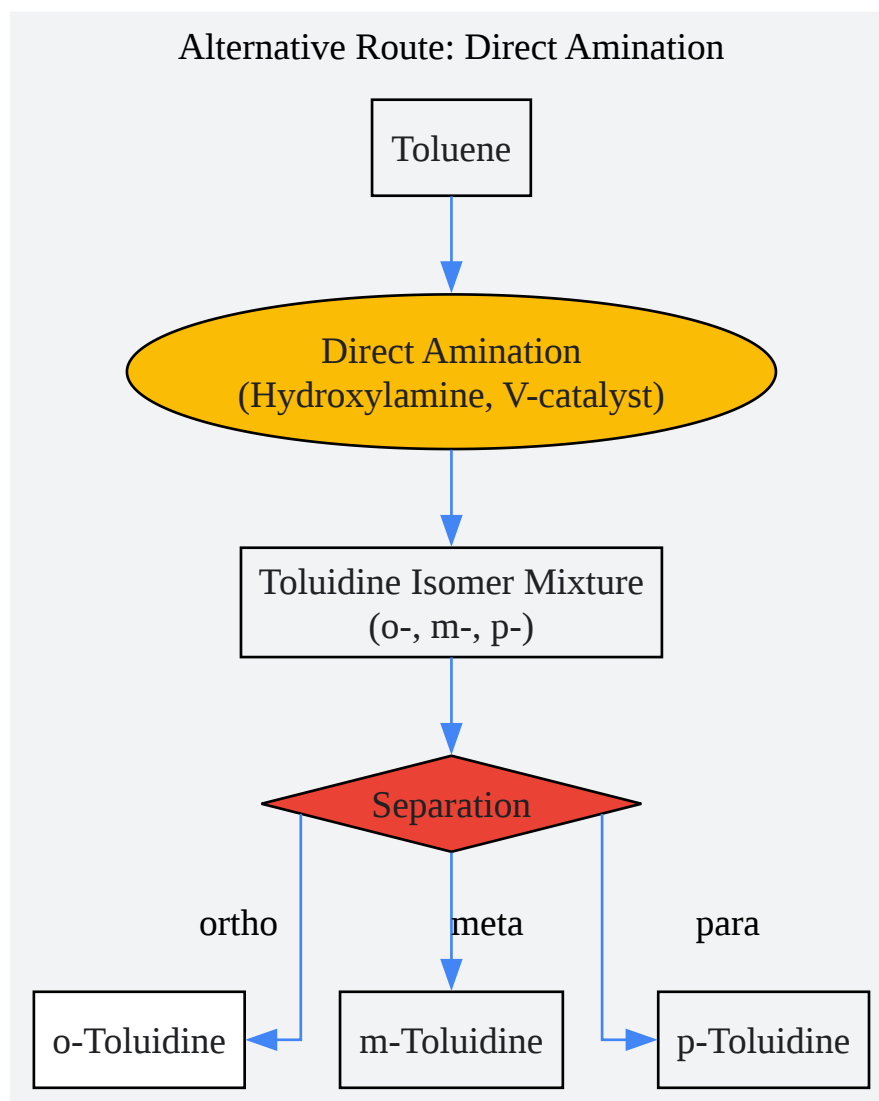 Alternative Route: Direct Amination
Toluene
Direct Amination
(Hydroxylamine, V-catalyst)
Toluidine Isomer Mixture
(o-, m-, p-)
Separation
ortho
meta
para
o-Toluidine
m-Toluidine
p-Toluidine